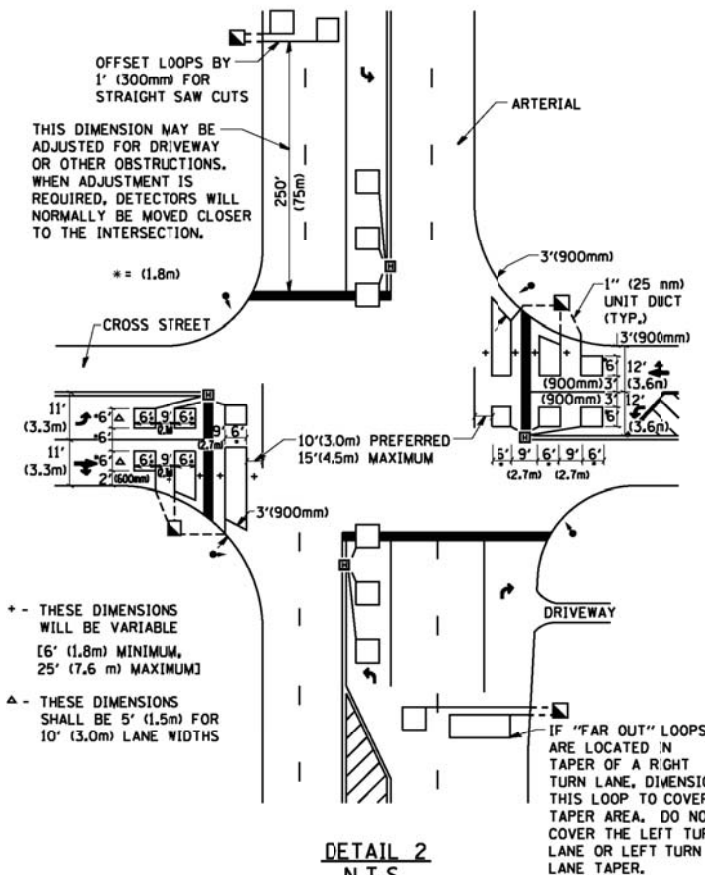 OFFSET LOOPS BY
1' (300mm) FOR
STRAIGHT SAW CUTS
ARTERIAL
THIS DIMENSION MAY BE
ADJUSTED FOR DRIVEWAY
OR OTHER OBSTRUCTIONS.
WHEN ADJUSTMENT IS
REQUIRED, DETECTORS WILL
NORMALLY BE MOVED CLOSER
TO THE INTERSECTION.
250'
(75m)
* = (1.8m)
3'(900mm)
1" (25 mm)
UNIT DUCT
(TYP.)
CROSS STREET
3'(900mm)
H
6'
12'
(3.6m)
(900mm) 3'
(900mm) 3'
12'
6'
(3.6m)
H
6' 9' 6' 9' 6'
* * *
(2.7m) (2.7m)
H
11'
(3.3m)
*6'
△
6' 9' 6'
9' 6'
(2.7m)
*6'
11'
(3.3m)
*6'
△
6' 9' 6'
2' (600mm)
10'(3.0m) PREFERRED
15'(4.5m) MAXIMUM
3'(900mm)
H
+ - THESE DIMENSIONS
WILL BE VARIABLE
[6' (1.8m) MINIMUM,
25' (7.6 m) MAXIMUM]
△ - THESE DIMENSIONS
SHALL BE 5' (1.5m) FOR
10' (3.0m) LANE WIDTHS
DRIVEWAY
IF "FAR OUT" LOOPS
ARE LOCATED IN
TAPER OF A RIGHT
TURN LANE, DIMENSIO
THIS LOOP TO COVER
TAPER AREA. DO NO
COVER THE LEFT TUR
LANE OR LEFT TURN
LANE TAPER.
DETAIL 2
N.T.S.